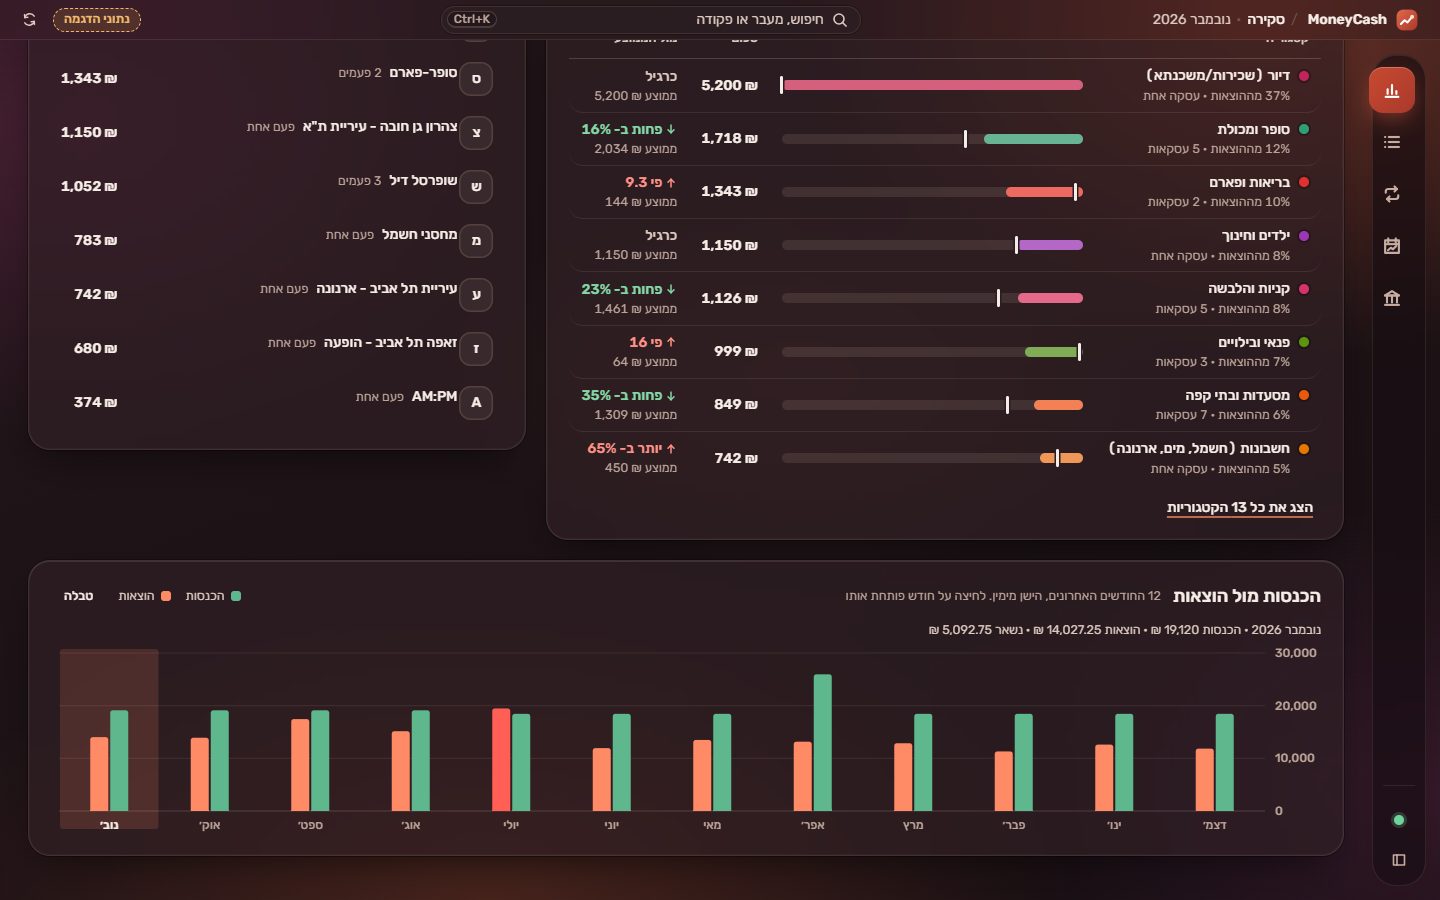 MoneyCash / סקירה • נובמבר 2026
חיפוש, מעבר או פקודה
Ctrl+K
נתוני הדגמה
דיור (שכירות/משכנתא)
37% מההוצאות • עסקה אחת
₪ 5,200
כרגיל
ממוצע ₪ 5,200
סופר ומכולת
12% מההוצאות • 5 עסקאות
₪ 1,718
↓ פחות ב- 16%
ממוצע ₪ 2,034
בריאות ופארם
10% מההוצאות • 2 עסקאות
₪ 1,343
↑ פי 9.3
ממוצע ₪ 144
ילדים וחינוך
8% מההוצאות • עסקה אחת
₪ 1,150
כרגיל
ממוצע ₪ 1,150
קניות והלבשה
8% מההוצאות • 5 עסקאות
₪ 1,126
↓ פחות ב- 23%
ממוצע ₪ 1,461
פנאי ובילויים
7% מההוצאות • 3 עסקאות
₪ 999
↑ פי 16
ממוצע ₪ 64
מסעדות ובתי קפה
6% מההוצאות • 7 עסקאות
₪ 849
↓ פחות ב- 35%
ממוצע ₪ 1,309
חשבונות (חשמל, מים, ארנונה)
5% מההוצאות • עסקה אחת
₪ 742
↑ יותר ב- 65%
ממוצע ₪ 450
הצג את כל 13 הקטגוריות
ס סופר-פארם 2 פעמים ₪ 1,343
צ צהרון גן חובה - עיריית ת"א פעם אחת ₪ 1,150
ש שופרסל דיל 3 פעמים ₪ 1,052
מ מחסני חשמל פעם אחת ₪ 783
ע עיריית תל אביב - ארנונה פעם אחת ₪ 742
ז זאפה תל אביב - הופעה פעם אחת ₪ 680
A AM:PM פעם אחת ₪ 374
הכנסות מול הוצאות 12 החודשים האחרונים, הישן מימין. לחיצה על חודש פותחת אותו
הכנסות הוצאות טבלה
נובמבר 2026 • הכנסות 19,120 ₪ • הוצאות 14,027.25 ₪ • נשאר 5,092.75 ₪
30,000
20,000
10,000
0
דצמ׳ ינו׳ פבר׳ מרץ אפר׳ מאי יוני יולי אוג׳ ספט׳ אוק׳ נוב׳